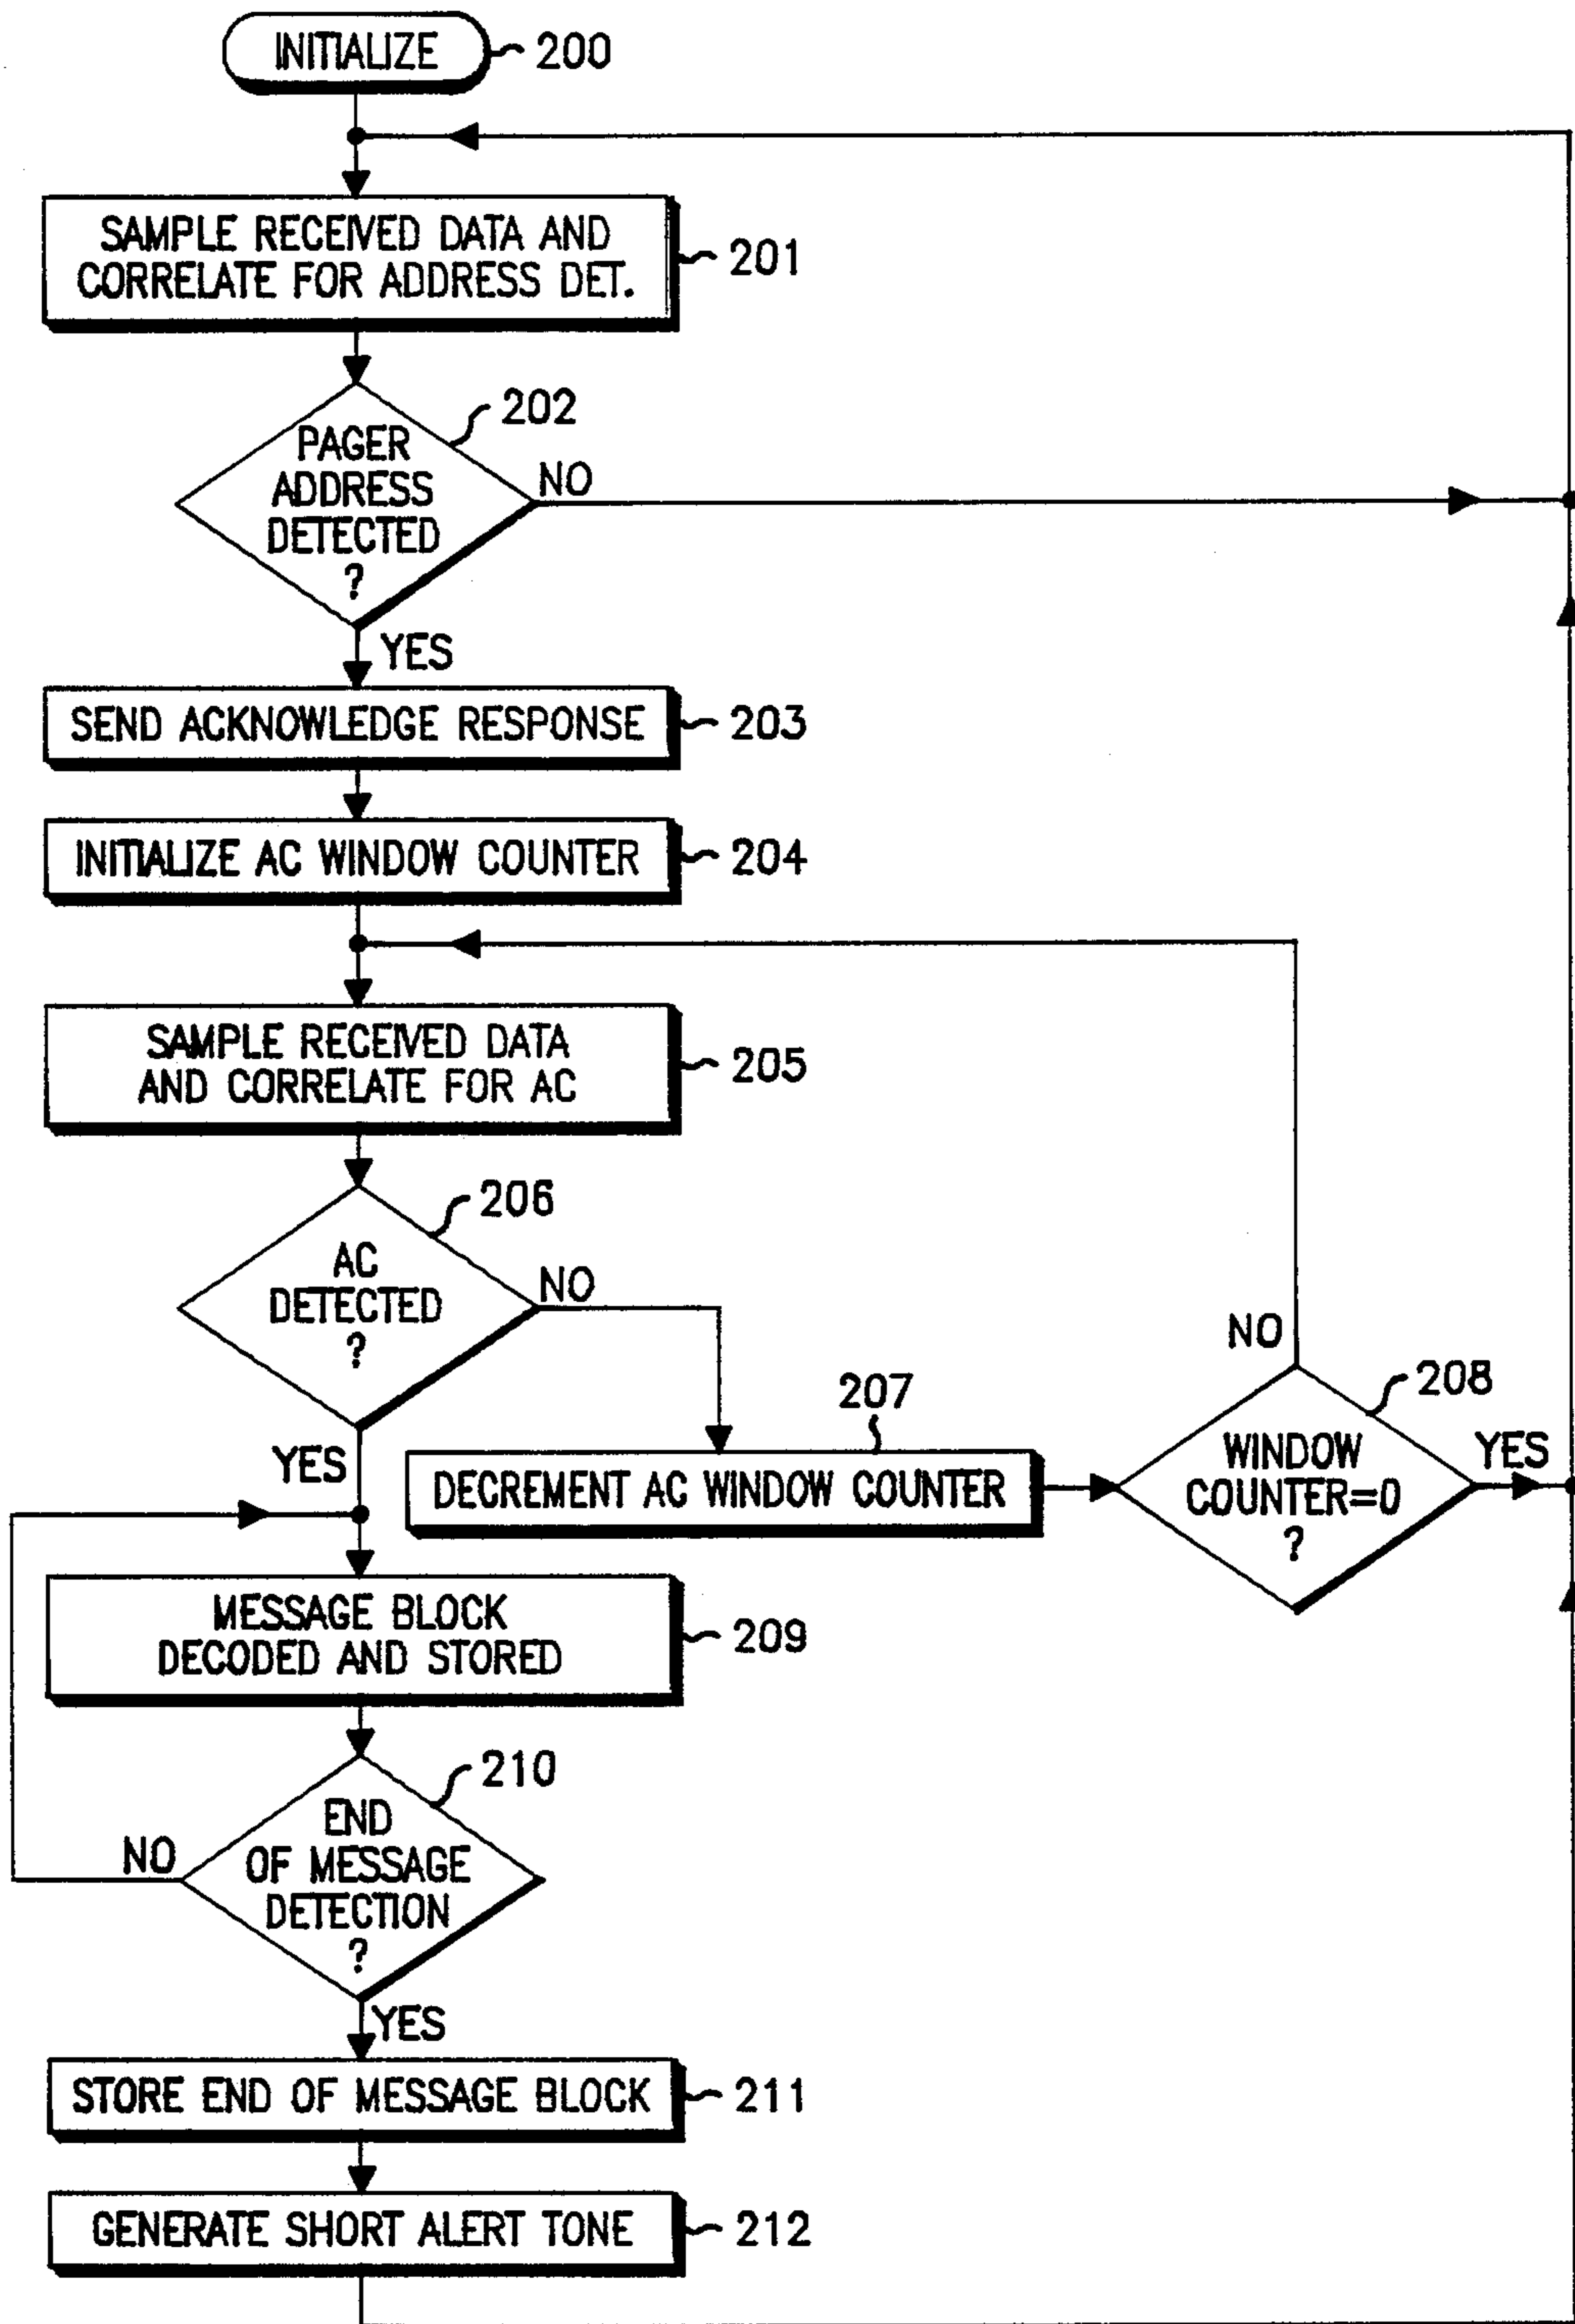 INITIALIZE
200
SAMPLE RECEIVED DATA AND
CORRELATE FOR ADDRESS DET.
201
202
PAGER
ADDRESS
DETECTED
?
NO
YES
SEND ACKNOWLEDGE RESPONSE
203
INITIALIZE AC WINDOW COUNTER
204
SAMPLE RECEIVED DATA
AND CORRELATE FOR AC
205
206
AC
DETECTED
?
NO
YES
207
DECREMENT AC WINDOW COUNTER
NO
208
WINDOW
COUNTER=0
?
YES
MESSAGE BLOCK
DECODED AND STORED
209
210
END
OF MESSAGE
DETECTION
?
NO
YES
STORE END OF MESSAGE BLOCK
211
GENERATE SHORT ALERT TONE
212